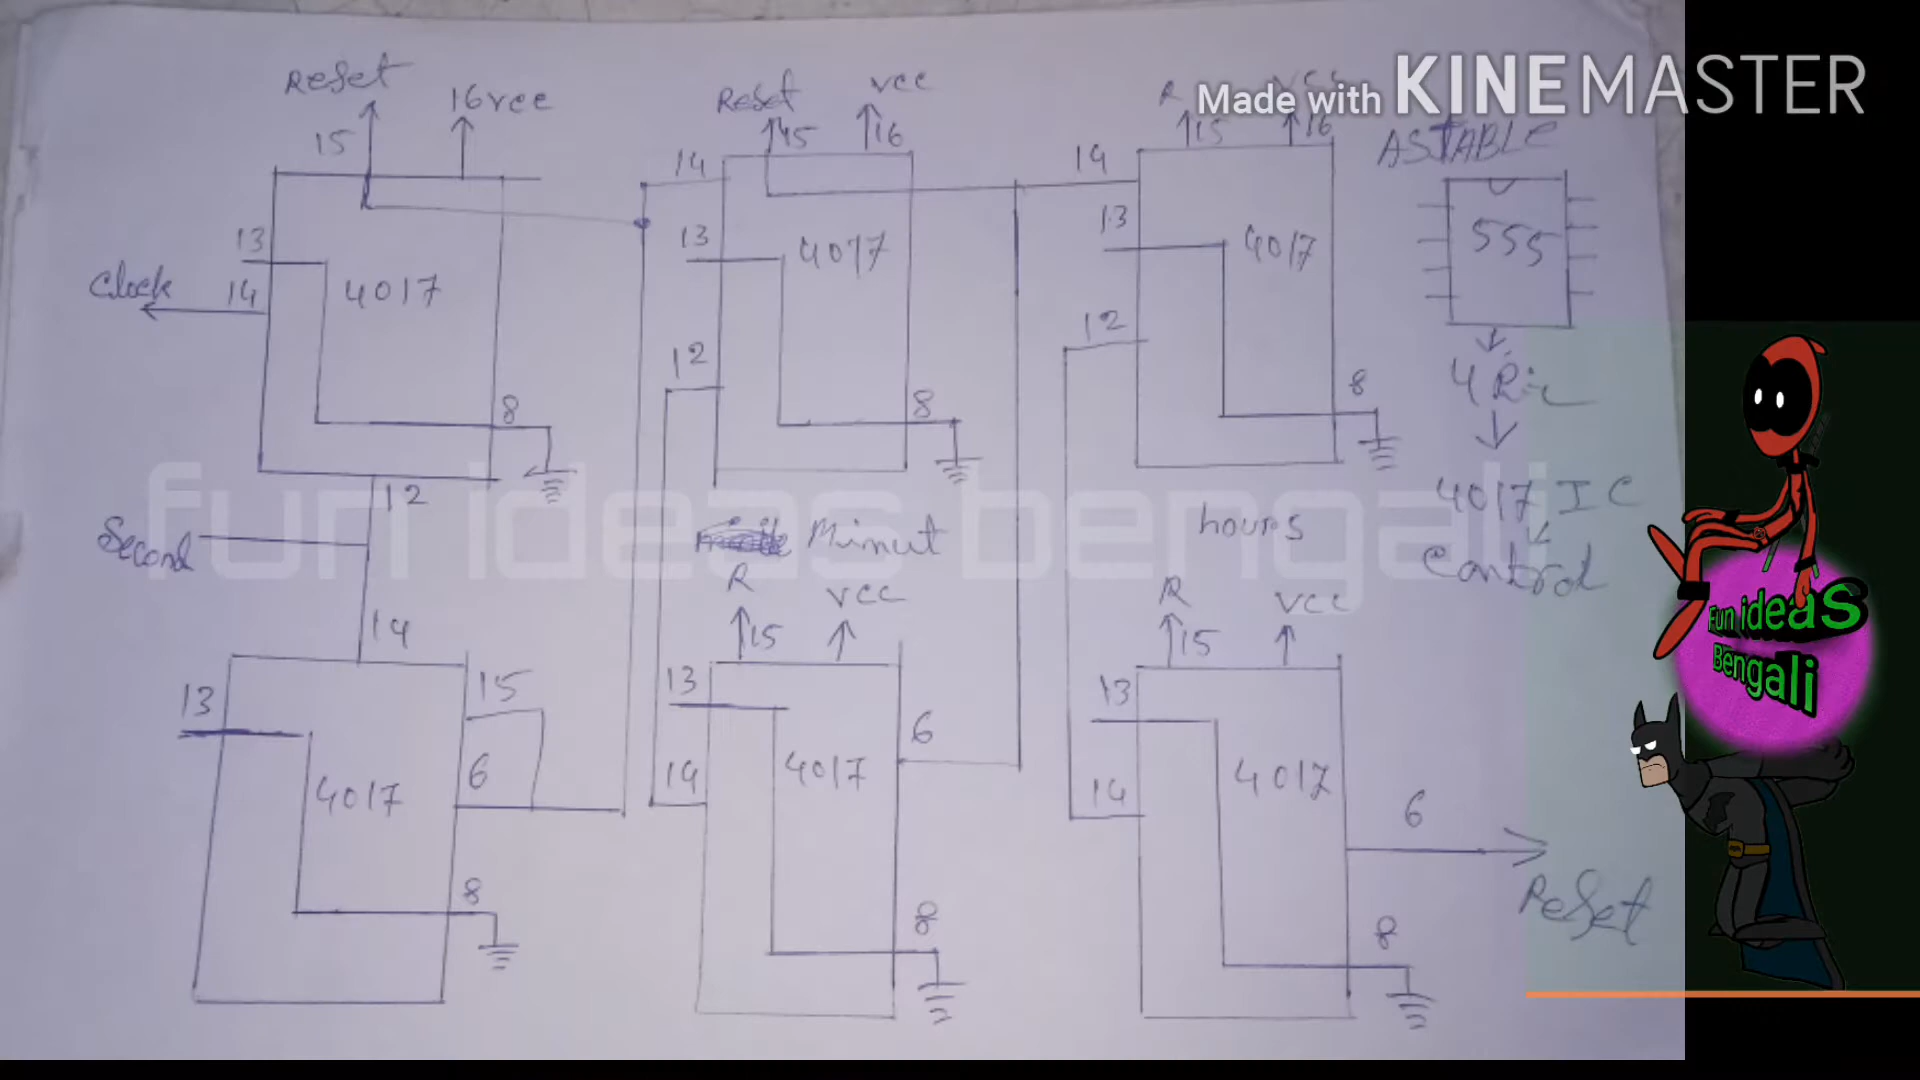 Made with KINEMASTER
Reset
16 vcc
15
13
Clock
14
4017
8
12
Second
14
13
15
6
4017
8
Reset
vcc
15
16
14
13
4017
12
8
Minut
R
vcc
15
13
6
14
4017
8
R
15
16
14
13
4017
12
8
hours
R
vcc
15
13
14
4017
6
Reset
8
ASTABLE
555
4017 IC
Control
fun ideas bengali
Fun ideas
Bengali